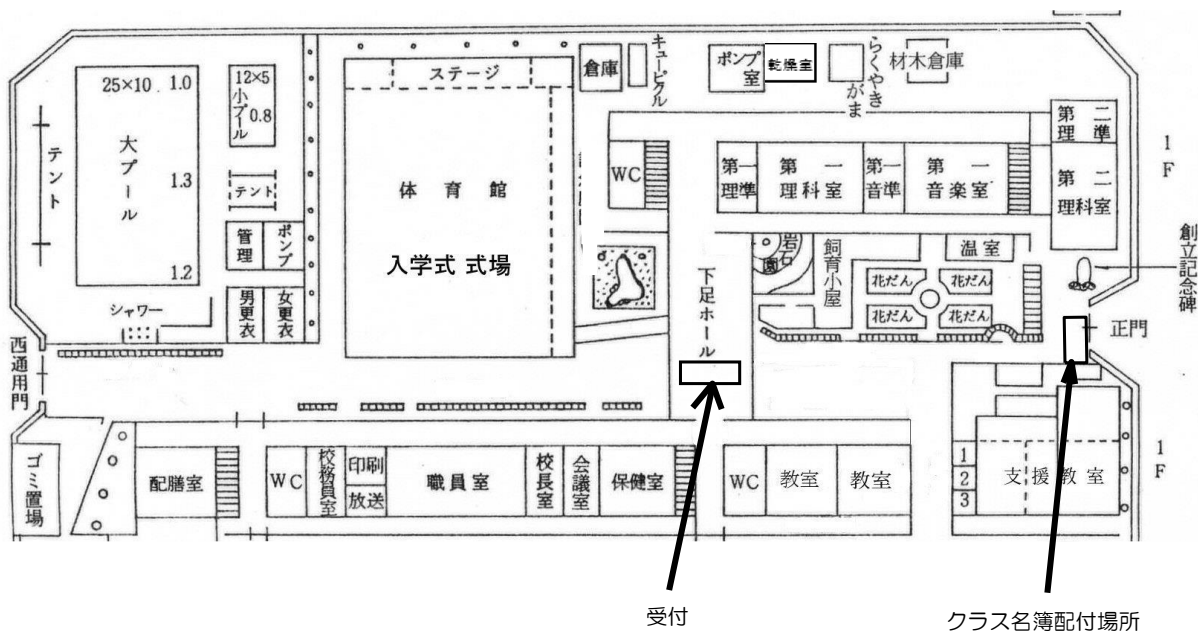 25×10
1.0
大プール
1.3
1.2
テント
12×5
小プール
0.8
テント
管理
ポンプ
男更衣
女更衣
シャワー
西通用門
ステージ
体育館
入学式 式場
倉庫
キュービクル
ポンプ室
乾燥室
らくやきがま
材木倉庫
WC
第一理準
第一理科室
第一音準
第一音楽室
第二理準
第二理科室
1F
創立記念碑
岩石園
飼育小屋
温室
花だん
花だん
花だん
花だん
下足ホール
正門
ゴミ置場
配膳室
WC
校務員室
印刷
放送
職員室
校長室
会議室
保健室
WC
教室
教室
1
2
3
支援教室
1F
受付
クラス名簿配付場所